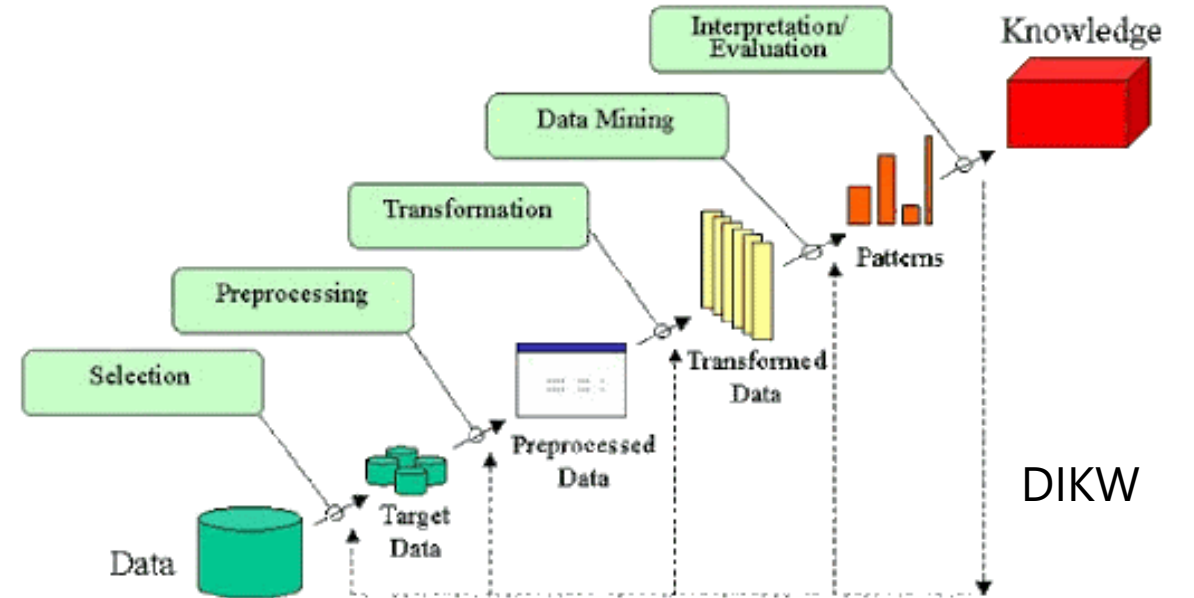 Interpretation/
Evaluation
Knowledge
Data Mining
Transformation
Patterns
Preprocessing
Transformed
Data
Selection
Preprocessed
Data
DIKW
Target
Data
Data